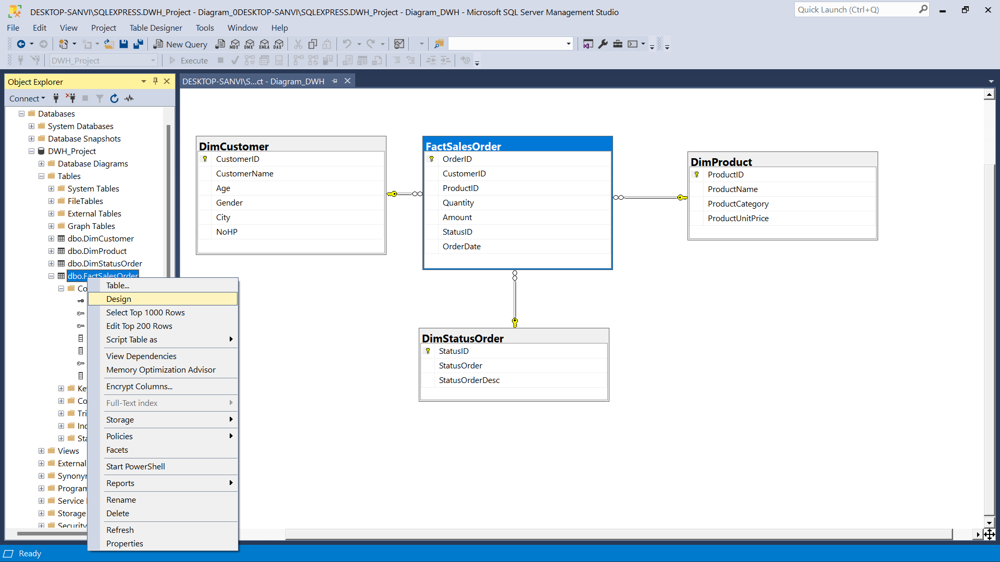 DESKTOP-SANVI\SQLEXPRESS.DWH_Project - Diagram_0DESKTOP-SANVI\SQLEXPRESS.DWH_Project - Diagram_DWH - Microsoft SQL Server Management Studio
Quick Launch (Ctrl+Q)
File Edit View Project Table Designer Tools Window Help
New Query MDX DMX XMLA DAX
DWH_Project Execute
Object Explorer
Connect
Databases
System Databases
Database Snapshots
DWH_Project
Database Diagrams
Tables
System Tables
FileTables
External Tables
Graph Tables
dbo.DimCustomer
dbo.DimProduct
dbo.DimStatusOrder
dbo.FactSalesOrder
Co
Ke
Co
Tri
Ind
Sta
Views
External
Synonyr
Program
Service
Storage
Security
Table...
Design
Select Top 1000 Rows
Edit Top 200 Rows
Script Table as
View Dependencies
Memory Optimization Advisor
Encrypt Columns...
Full-Text index
Storage
Policies
Facets
Start PowerShell
Reports
Rename
Delete
Refresh
Properties
DESKTOP-SANVI\S...ct - Diagram_DWH
DimCustomer
CustomerID
CustomerName
Age
Gender
City
NoHP
FactSalesOrder
OrderID
CustomerID
ProductID
Quantity
Amount
StatusID
OrderDate
DimProduct
ProductID
ProductName
ProductCategory
ProductUnitPrice
DimStatusOrder
StatusID
StatusOrder
StatusOrderDesc
Ready